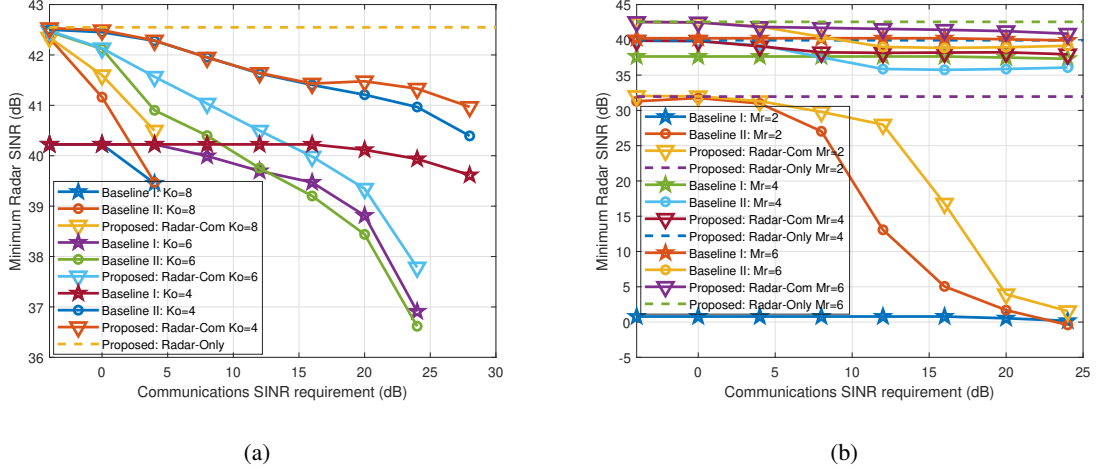 43
42
41
40
39
38
37
36
0
5
10
15
20
25
30
Minimum Radar SINR (dB)
Communications SINR requirement (dB)
Baseline I: Ko=8
Baseline II: Ko=8
Proposed: Radar-Com Ko=8
Baseline I: Ko=6
Baseline II: Ko=6
Proposed: Radar-Com Ko=6
Baseline I: Ko=4
Baseline II: Ko=4
Proposed: Radar-Com Ko=4
Proposed: Radar-Only
(a)
45
40
35
30
25
20
15
10
5
0
-5
0
5
10
15
20
25
Minimum Radar SINR (dB)
Communications SINR requirement (dB)
Baseline I: Mr=2
Baseline II: Mr=2
Proposed: Radar-Com Mr=2
Proposed: Radar-Only Mr=2
Baseline I: Mr=4
Baseline II: Mr=4
Proposed: Radar-Com Mr=4
Proposed: Radar-Only Mr=4
Baseline I: Mr=6
Baseline II: Mr=6
Proposed: Radar-Com Mr=6
Proposed: Radar-Only Mr=6
(b)